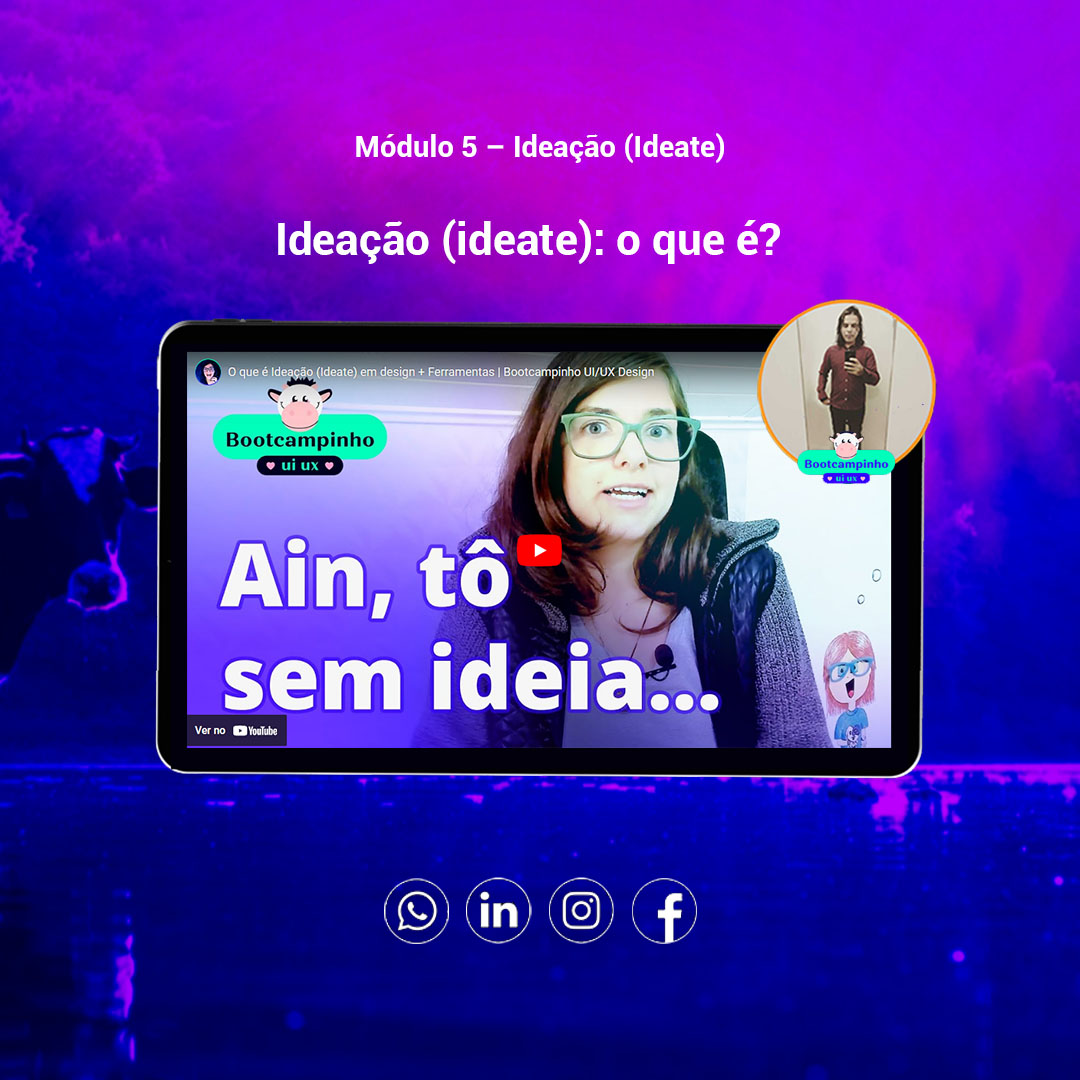 Módulo 5 – Ideação (Ideate)
Ideação (ideate): o que é?
O que é Ideação (Ideate) em design + Ferramentas | Bootcampinho UI/UX Design
Bootcampinho
ui ux
Bootcampinho
ui ux
Ain, tô
sem ideia...
Ver no YouTube
in